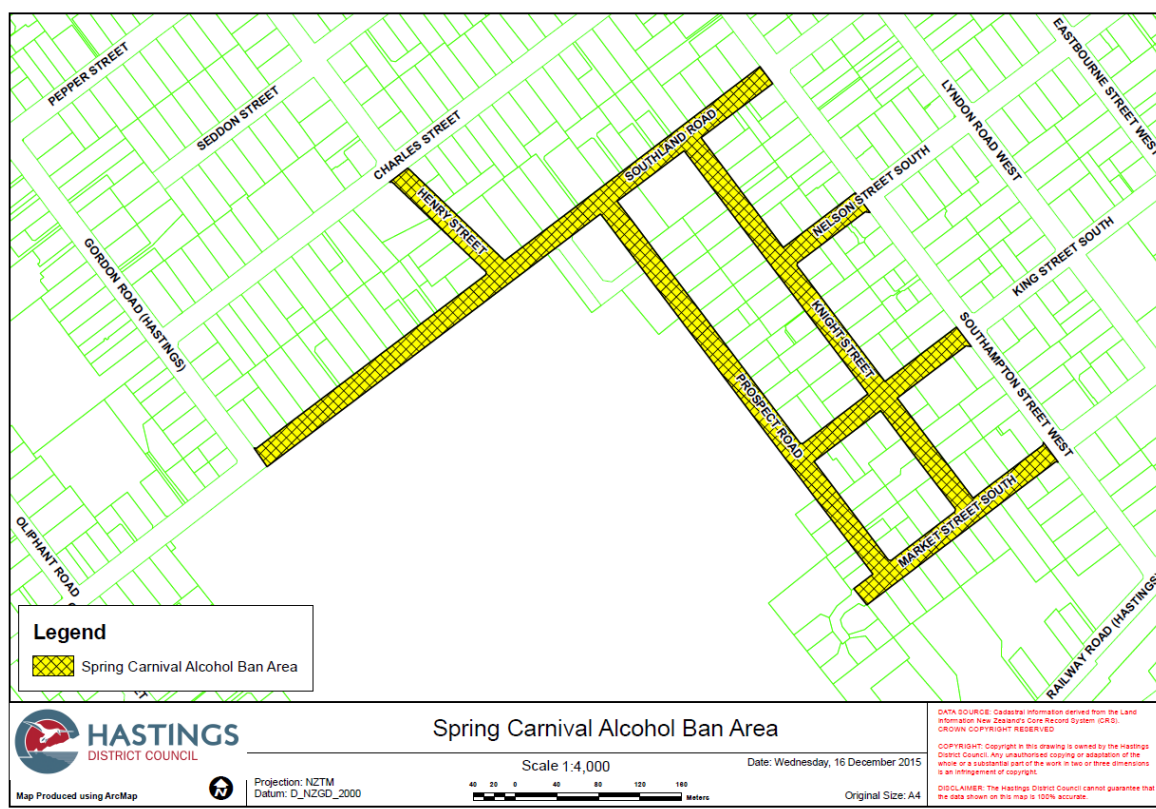 PEPPER STREET
SEDDON STREET
CHARLES STREET
HENRY STREET
SOUTHLAND ROAD
LYNDON ROAD WEST
EASTBOURNE STREET WEST
NELSON STREET SOUTH
KING STREET SOUTH
GORDON ROAD (HASTINGS)
KNIGHT STREET
PROSPECT ROAD
SOUTHAMPTON STREET WEST
MARKET STREET SOUTH
OLIPHANT ROAD
RAILWAY ROAD (HASTINGS)
Legend
Spring Carnival Alcohol Ban Area
HASTINGS
DISTRICT COUNCIL
Map Produced using ArcMap
N
Projection: NZTM
Datum: D_NZGD_2000
Spring Carnival Alcohol Ban Area
Scale 1:4,000
Date: Wednesday, 16 December 2015
40 20 0 40 80 120 160
Meters
Original Size: A4
DATA SOURCE: Cadastral information derived from the Land
Information New Zealand's Core Record System (CRS).
CROWN COPYRIGHT RESERVED
COPYRIGHT: Copyright in this drawing is owned by the Hastings
District Council. Any unauthorised copying or adaptation of the
whole or a substantial part of the work in two or three dimensions
is an infringement of copyright.
DISCLAIMER: The Hastings District Council cannot guarantee that
the data shown on this map is 100% accurate.